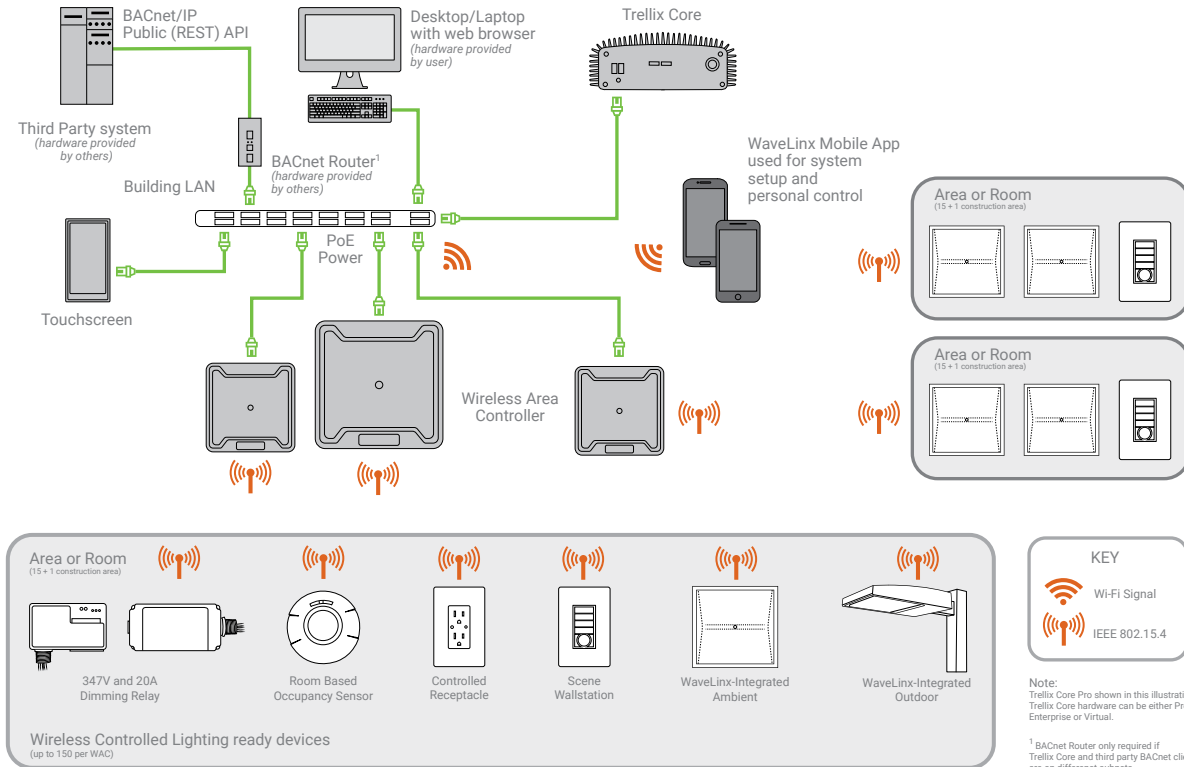 BACnet/IP
Public (REST) API
Desktop/Laptop
with web browser
(hardware provided
by user)
Trellix Core
Third Party system
(hardware provided
by others)
BACnet Router1
(hardware provided
by others)
Building LAN
WaveLinx Mobile App
used for system
setup and
personal control
PoE
Power
Touchscreen
Wireless Area
Controller
Area or Room
(15 + 1 construction area)
Area or Room
(15 + 1 construction area)
Area or Room
(15 + 1 construction area)
347V and 20A
Dimming Relay
Room Based
Occupancy Sensor
Controlled
Receptacle
Scene
Wallstation
WaveLinx-Integrated
Ambient
WaveLinx-Integrated
Outdoor
Wireless Controlled Lighting ready devices
(up to 150 per WAC)
KEY
Wi-Fi Signal
IEEE 802.15.4
Note:
Trellix Core Pro shown in this
Trellix Core hardware can be either
Enterprise or Virtual.
1 BACnet Router only required if
Trellix Core and third party BACnet
are on different subnets